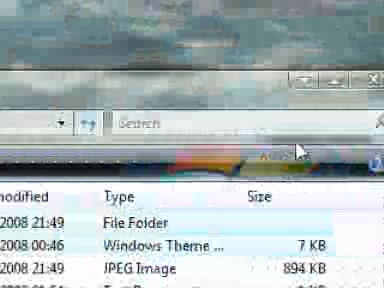 Search
Type Size
2008 21:49 File Folder
2008 00:46 Windows Theme ... 7 KB
2008 21:49 JPEG Image 894 KB